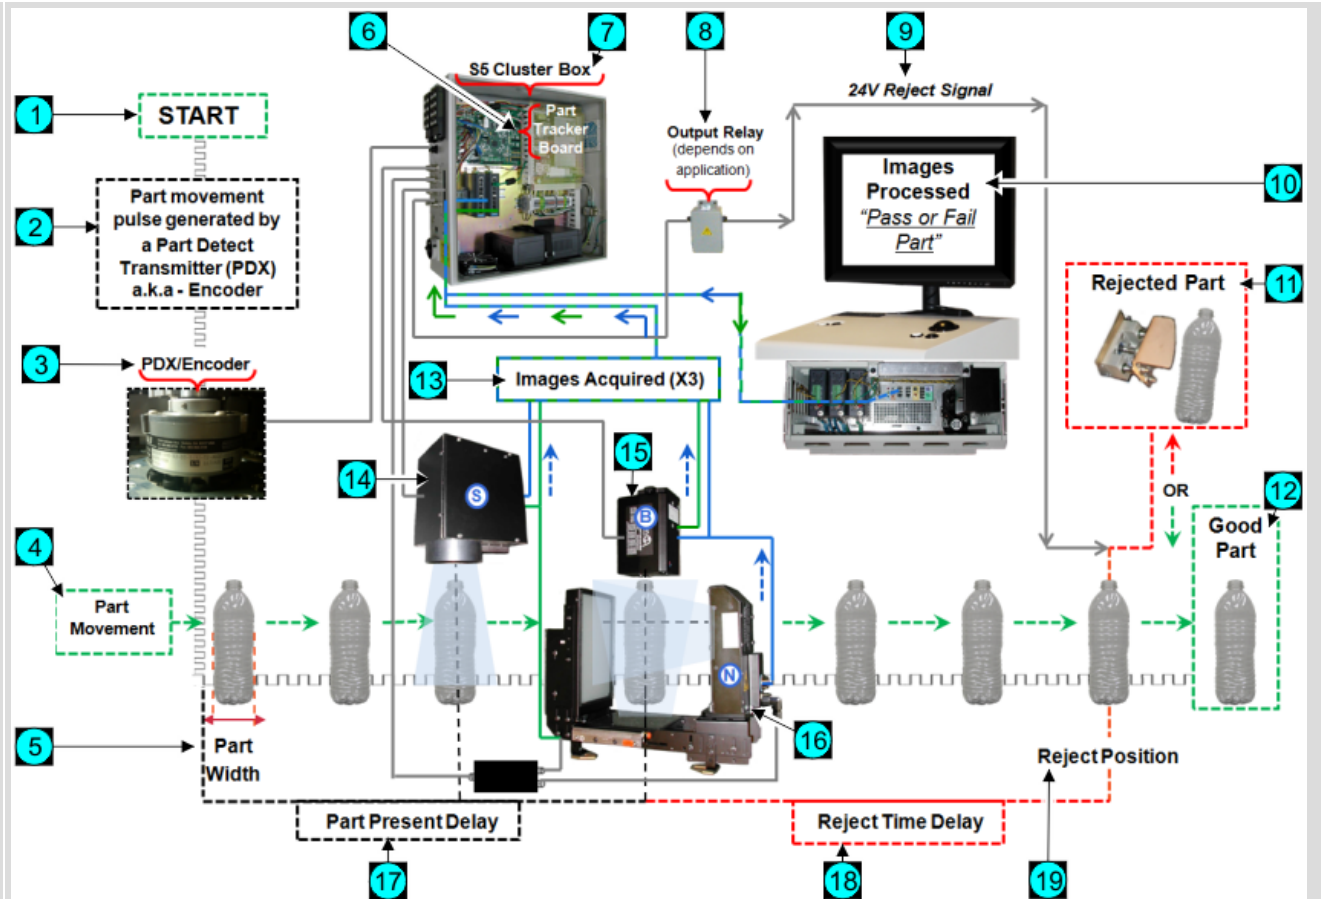 6
7
8
9
S5 Cluster Box
24V Reject Signal
1
START
Part
Tracker
Board
Output Relay
(depends on
application)
Images
Processed
"Pass or Fail
Part"
10
2
Part movement
pulse generated by
a Part Detect
Transmitter (PDX)
a.k.a - Encoder
Rejected Part
11
3
PDX/Encoder
13
Images Acquired (X3)
14
S
15
B
OR
12
Good
Part
4
Part
Movement
N
5
Part
Width
16
Reject Position
19
Part Present Delay
17
Reject Time Delay
18